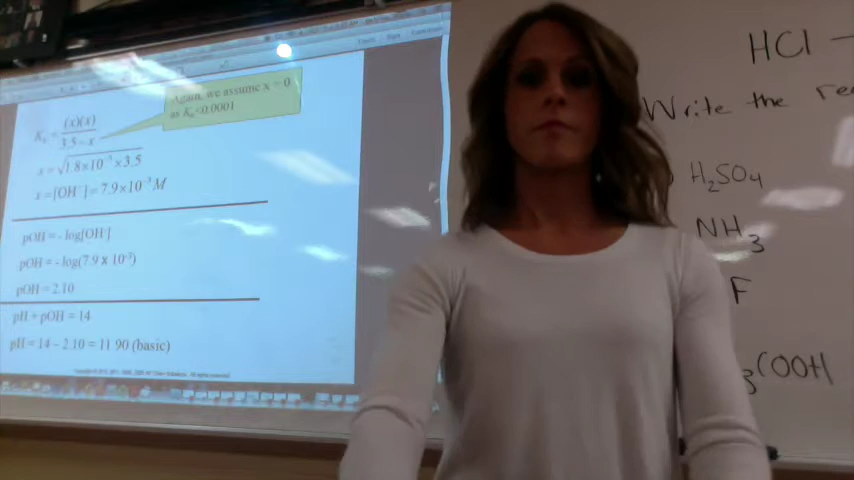 Again, we assume x = 0
as Kb<0.0001
Kb = (x)(x)
3.5 – x
x = √1.8×10⁻⁵ ×3.5
x = [OH⁻] = 7.9×10⁻³ M
pOH = - log[OH⁻]
pOH = - log(7.9 x 10⁻³)
pOH = 2.10
pH + pOH = 14
pH = 14 – 2.10 = 11.90 (basic)
HCl
Write the
H₂SO₄
NH₃
F
₃COOH